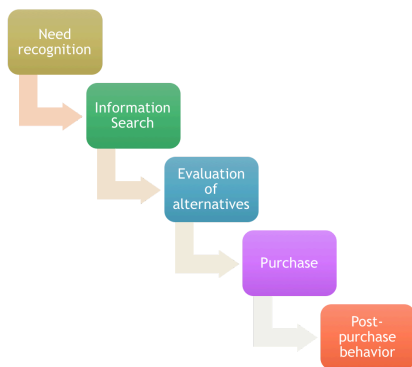 Need
recognition
Information
Search
Evaluation
of
alternatives
Purchase
Post-
purchase
behavior